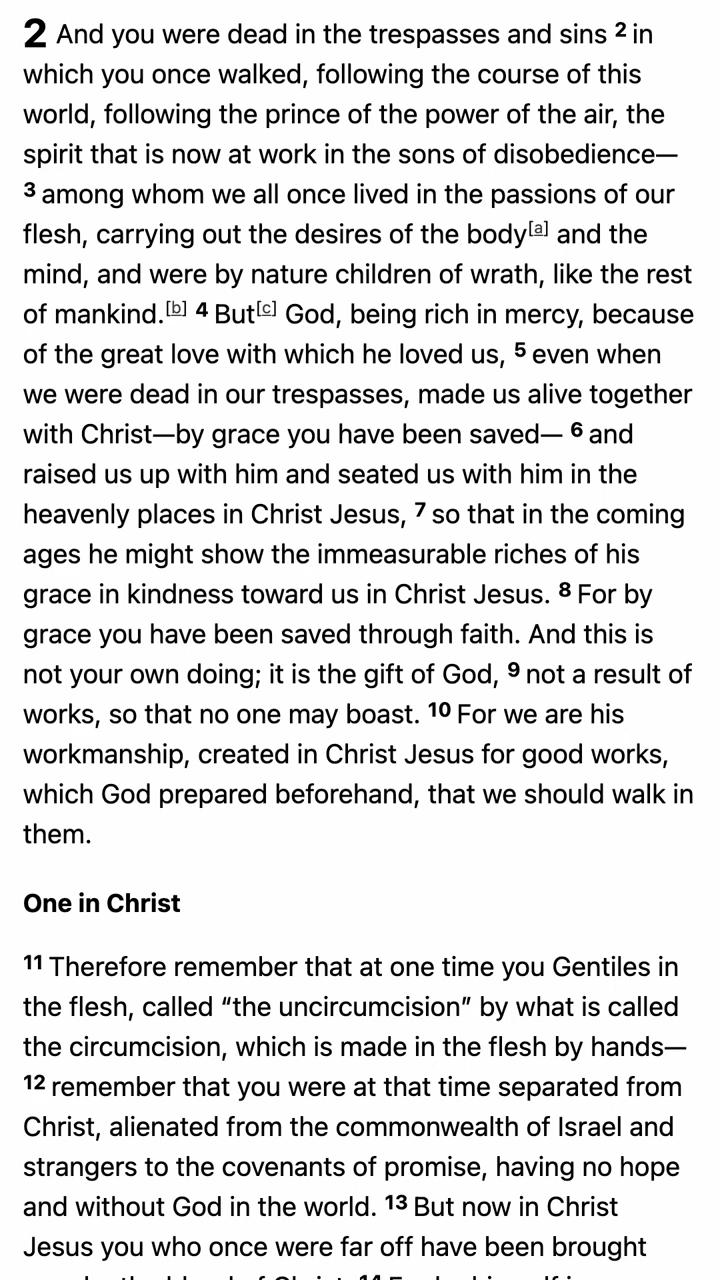 2 And you were dead in the trespasses and sins 2 in
which you once walked, following the course of this
world, following the prince of the power of the air, the
spirit that is now at work in the sons of disobedience—
3 among whom we all once lived in the passions of our
flesh, carrying out the desires of the body[a] and the
mind, and were by nature children of wrath, like the rest
of mankind.[b] 4 But[c] God, being rich in mercy, because
of the great love with which he loved us, 5 even when
we were dead in our trespasses, made us alive together
with Christ—by grace you have been saved— 6 and
raised us up with him and seated us with him in the
heavenly places in Christ Jesus, 7 so that in the coming
ages he might show the immeasurable riches of his
grace in kindness toward us in Christ Jesus. 8 For by
grace you have been saved through faith. And this is
not your own doing; it is the gift of God, 9 not a result of
works, so that no one may boast. 10 For we are his
workmanship, created in Christ Jesus for good works,
which God prepared beforehand, that we should walk in
them.
One in Christ
11 Therefore remember that at one time you Gentiles in
the flesh, called “the uncircumcision” by what is called
the circumcision, which is made in the flesh by hands—
12 remember that you were at that time separated from
Christ, alienated from the commonwealth of Israel and
strangers to the covenants of promise, having no hope
and without God in the world. 13 But now in Christ
Jesus you who once were far off have been brought